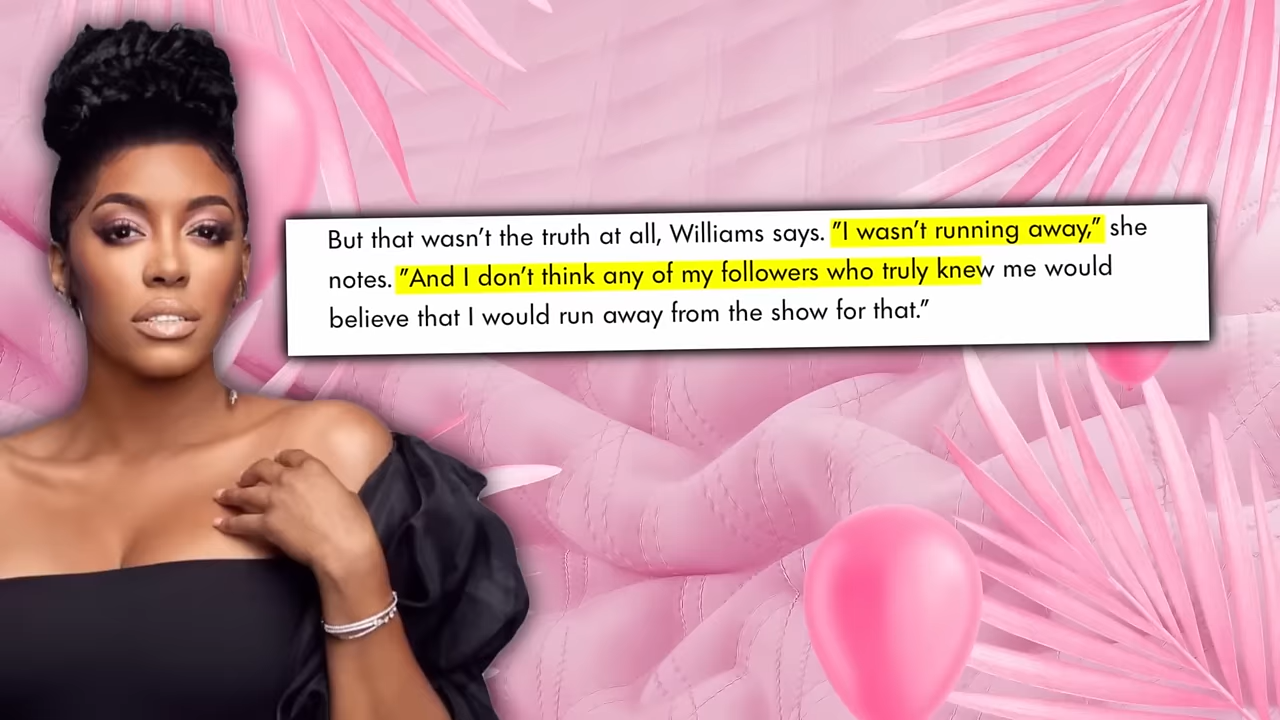 But that wasn’t the truth at all, Williams says. ”I wasn’t running away,” she
notes. ”And I don’t think any of my followers who truly knew me would
believe that I would run away from the show for that.”